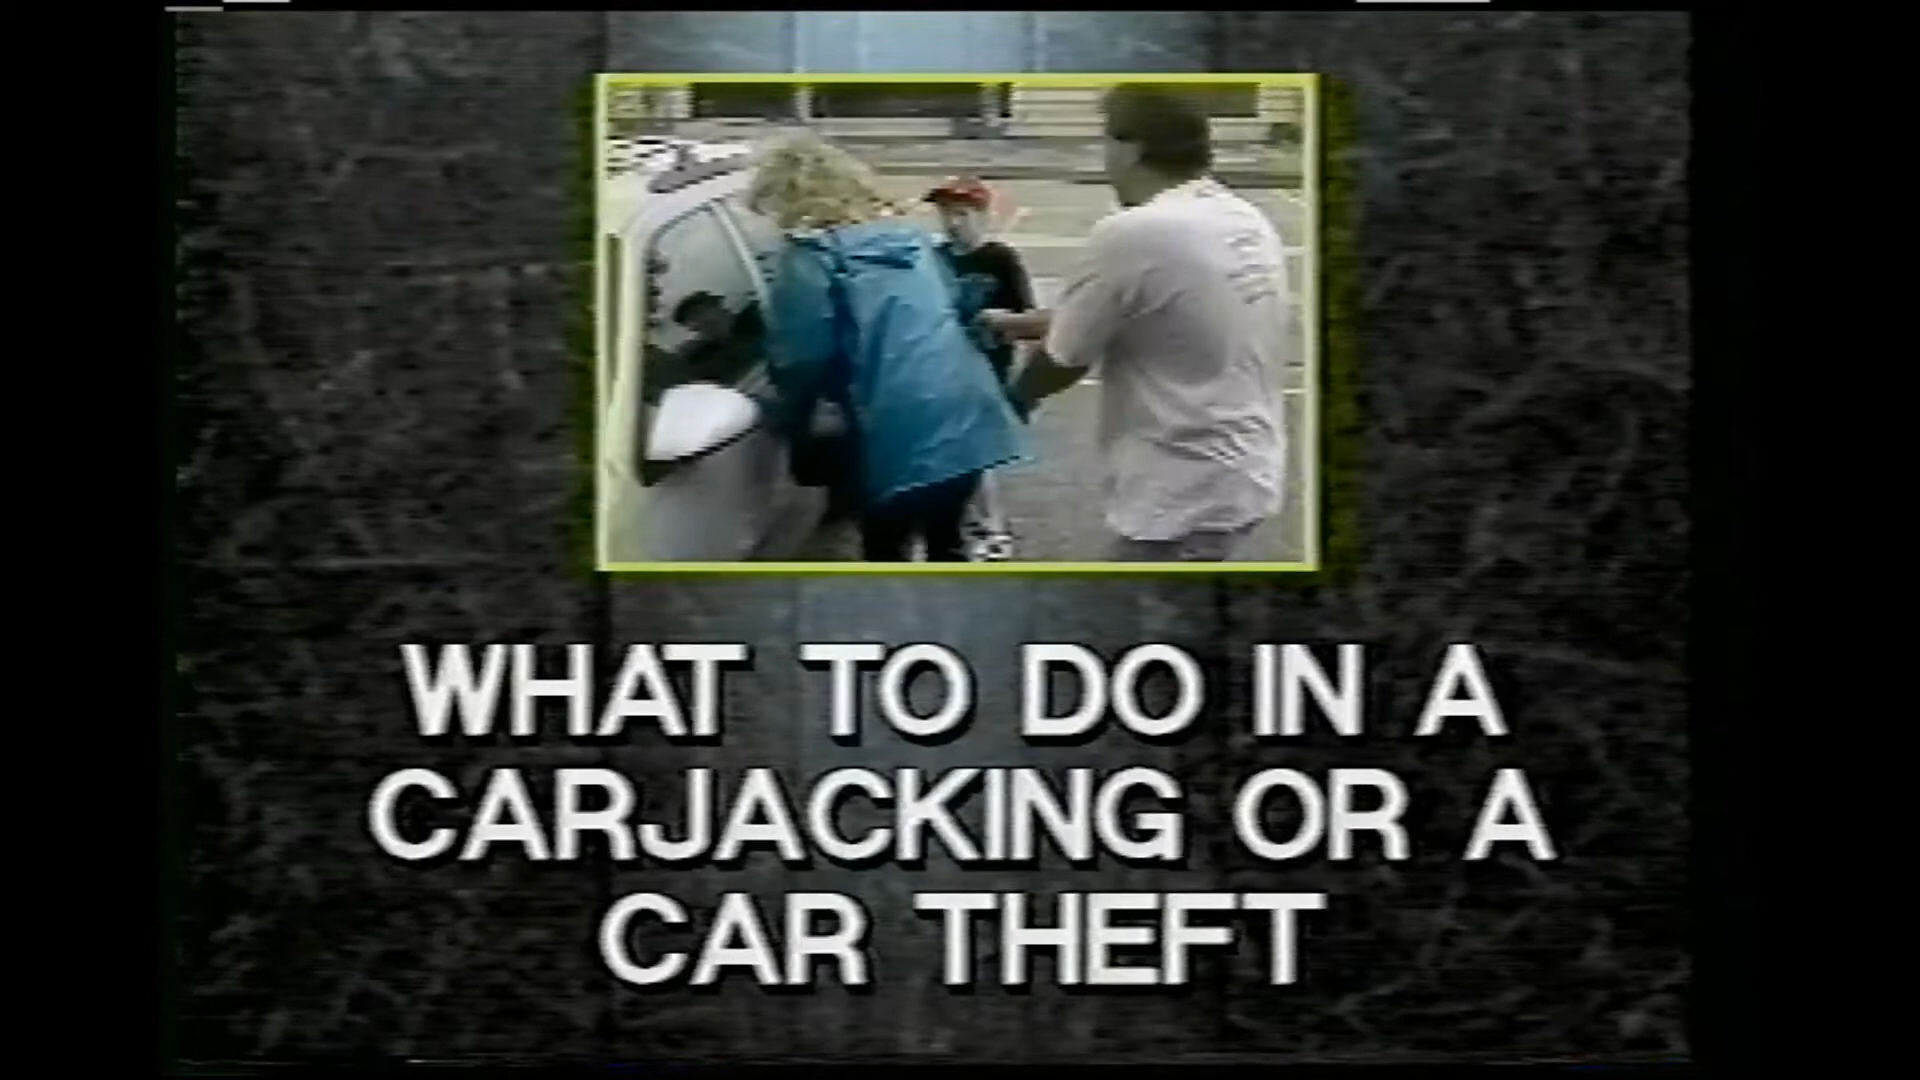 WHAT TO DO IN A
CARJACKING OR A
CAR THEFT